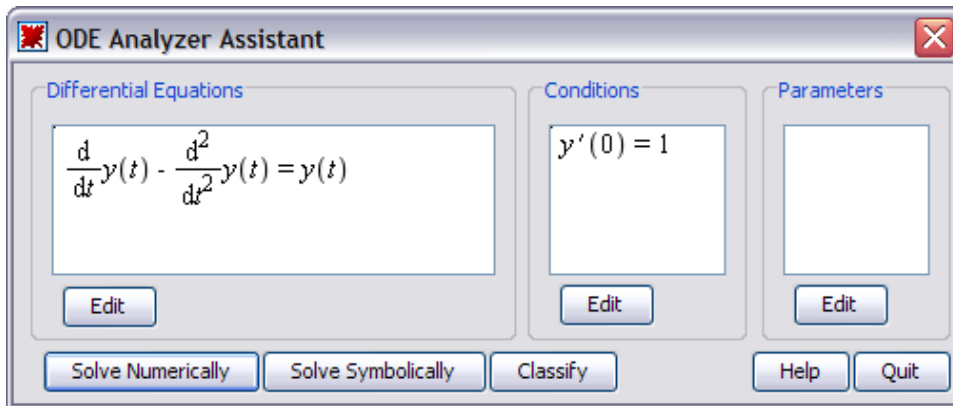 ODE Analyzer Assistant
Differential Equations
d/dt y(t) - d²/dt² y(t) = y(t)
Edit
Conditions
y′(0) = 1
Edit
Parameters
Edit
Solve Numerically
Solve Symbolically
Classify
Help
Quit